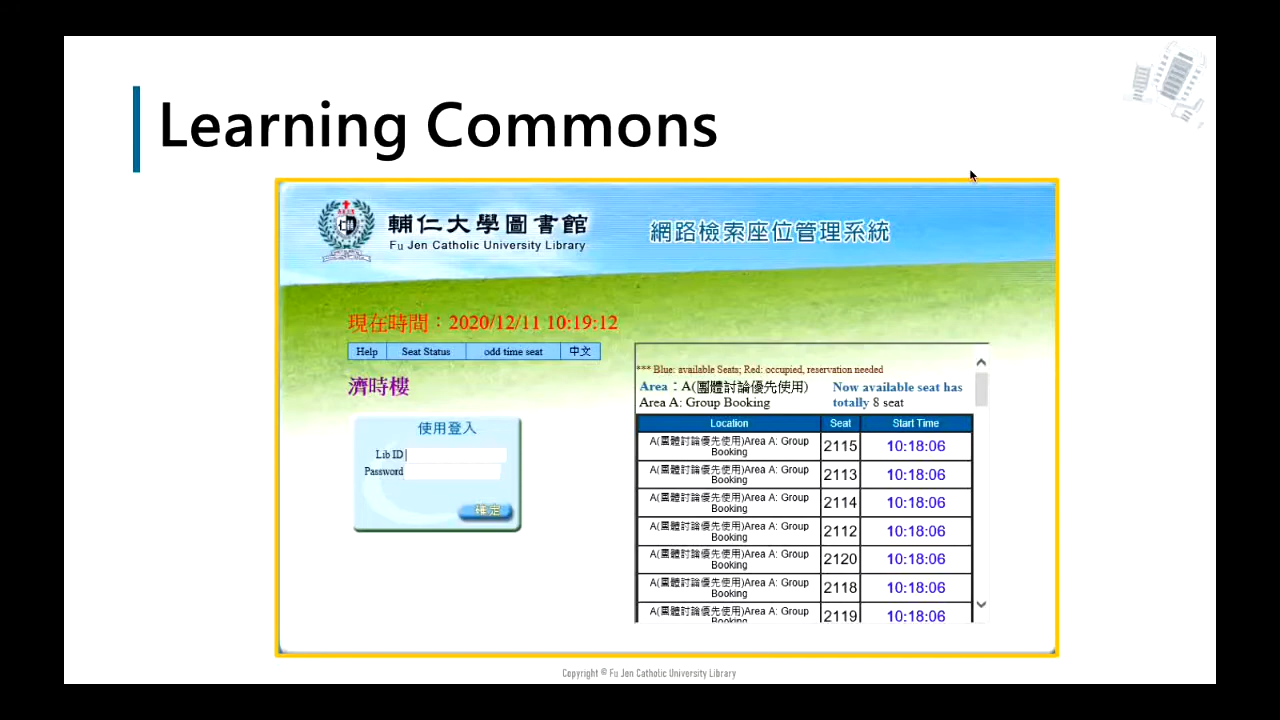 Learning Commons
輔仁大學圖書館
Fu Jen Catholic University Library
網路檢索座位管理系統
現在時間：2020/12/11 10:19:12
Help Seat Status odd time seat 中文
濟時樓
使用登入
Lib ID
Password
確定
*** Blue: available Seats; Red: occupied, reservation needed
Area：A(團體討論優先使用)
Area A: Group Booking
Now available seat has
totally 8 seat
Location Seat Start Time
A(團體討論優先使用)Area A: Group
Booking 2115 10:18:06
A(團體討論優先使用)Area A: Group
Booking 2113 10:18:06
A(團體討論優先使用)Area A: Group
Booking 2114 10:18:06
A(團體討論優先使用)Area A: Group
Booking 2112 10:18:06
A(團體討論優先使用)Area A: Group
Booking 2120 10:18:06
A(團體討論優先使用)Area A: Group
Booking 2118 10:18:06
A(團體討論優先使用)Area A: Group
Booking 2119 10:18:06
Copyright © Fu Jen Catholic University Library